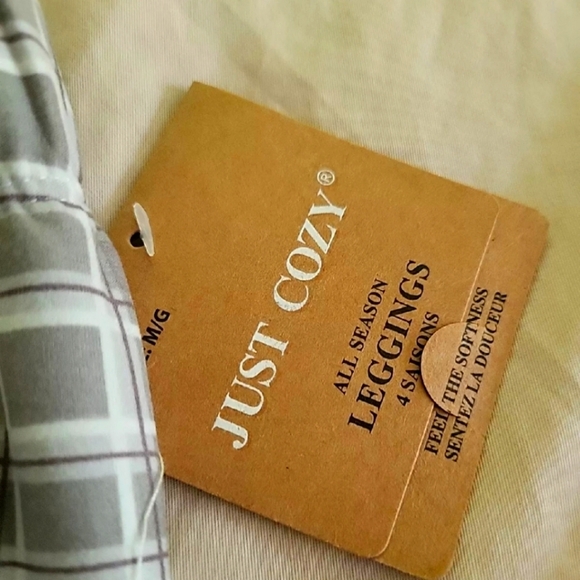 JUST COZY®
ALL SEASON
LEGGINGS
4 SAISONS
FEEL THE SOFTNESS
SENTEZ LA DOUCEUR
M/G